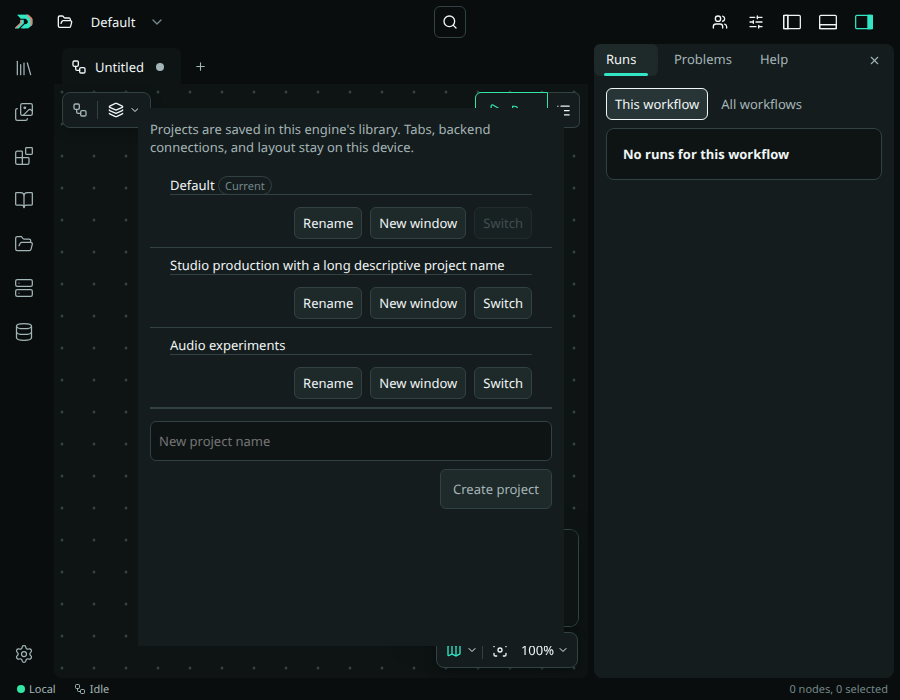 Default
Untitled
Runs Problems Help
This workflow All workflows
No runs for this workflow
Projects are saved in this engine's library. Tabs, backend
connections, and layout stay on this device.
Default Current
Rename New window Switch
Studio production with a long descriptive project name
Rename New window Switch
Audio experiments
Rename New window Switch
New project name
Create project
100%
Local Idle 0 nodes, 0 selected